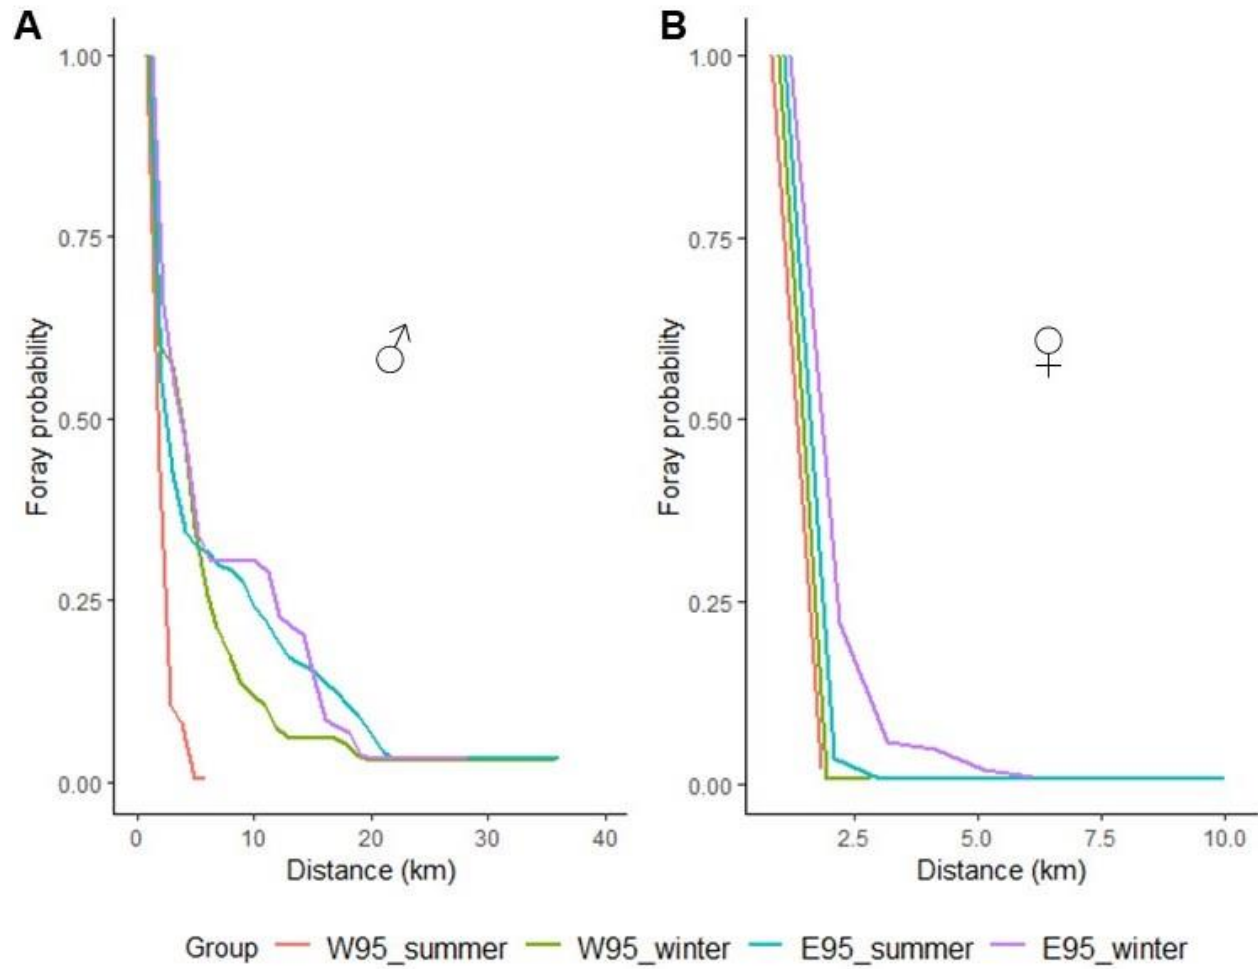 A
B
1.00
0.75
0.50
0.25
0.00
Foray probability
0 10 20 30 40
Distance (km)
♂
1.00
0.75
0.50
0.25
0.00
Foray probability
2.5 5.0 7.5 10.0
Distance (km)
♀
Group W95_summer W95_winter E95_summer E95_winter